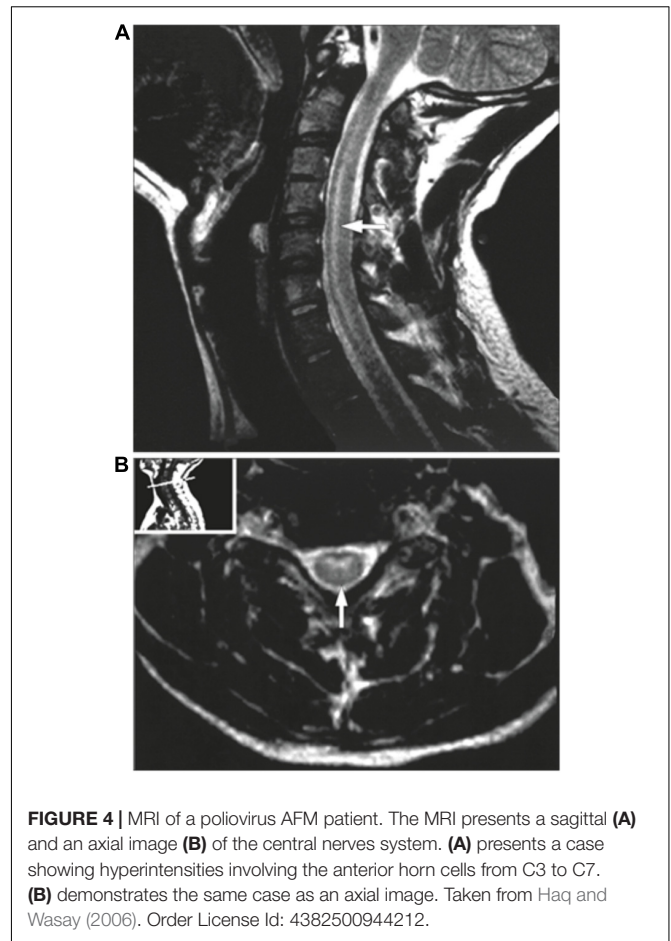 A
B
FIGURE 4 | MRI of a poliovirus AFM patient. The MRI presents a sagittal (A)
and an axial image (B) of the central nerves system. (A) presents a case
showing hyperintensities involving the anterior horn cells from C3 to C7.
(B) demonstrates the same case as an axial image. Taken from Haq and
Wasay (2006). Order License Id: 4382500944212.